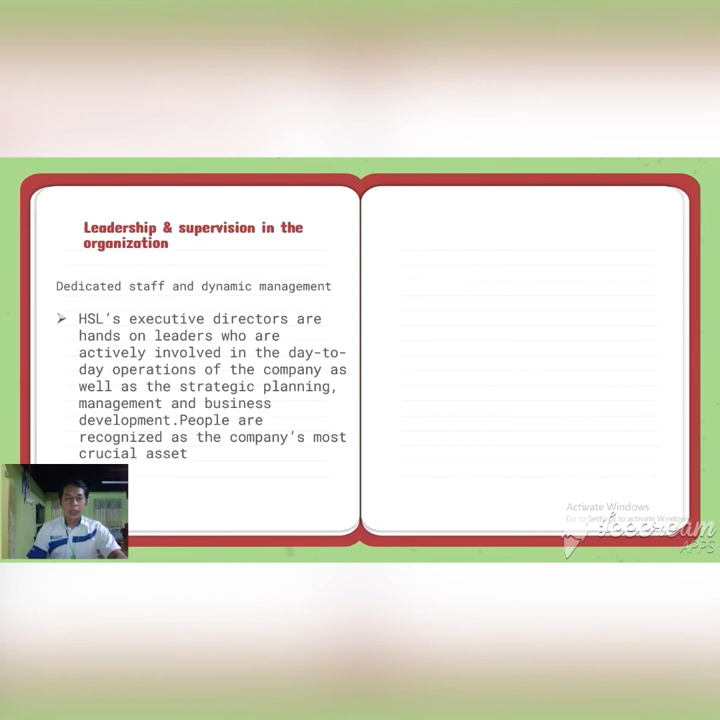 Leadership & supervision in the
organization
Dedicated staff and dynamic management
➢ HSL's executive directors are
hands on leaders who are
actively involved in the day-to-
day operations of the company as
well as the strategic planning,
management and business
development.People are
recognized as the company's most
crucial asset
Activate Windows
Go to Settings to activate Windows.
Icecream
APPS